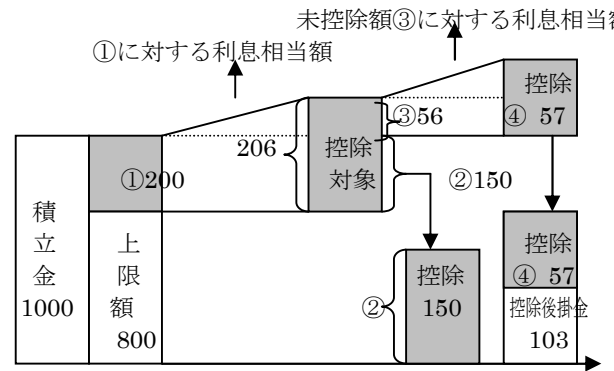 未控除額③に対する利息相当額
①に対する利息相当額
控除
④ 57
③56
206
控除
対象
①200
②150
積
立
金
1000
上
限
額
800
控除
④ 57
控除
150
②
控除後掛金
103